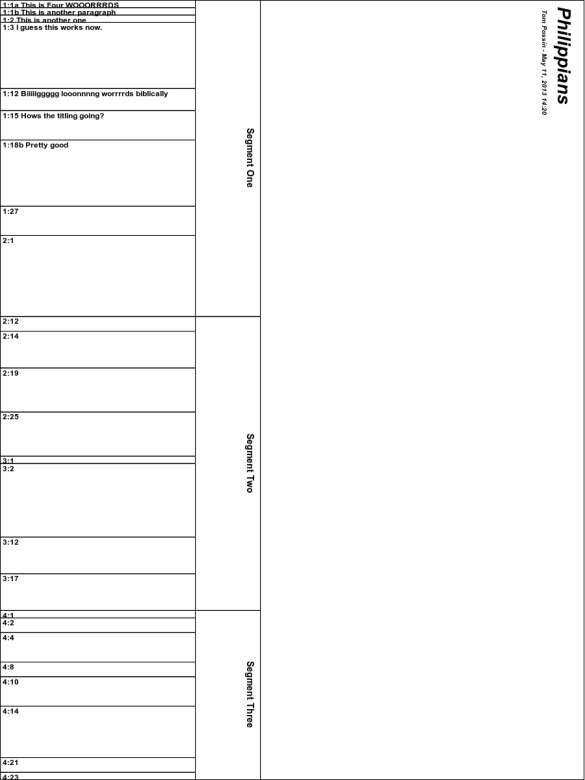 Philippians
Tom Possin - May 11, 2013 14:20
Segment One
1:1a This is Four WOOORRRDS
1:1b This is another paragraph
1:2 This is another one
1:3 I guess this works now.
1:12 Biiiiggggg looonnnng worrrrds biblically
1:15 Hows the titling going?
1:18b Pretty good
1:27
2:1
Segment Two
2:12
2:14
2:19
2:25
3:1
3:2
3:12
3:17
Segment Three
4:1
4:2
4:4
4:8
4:10
4:14
4:21
4:23